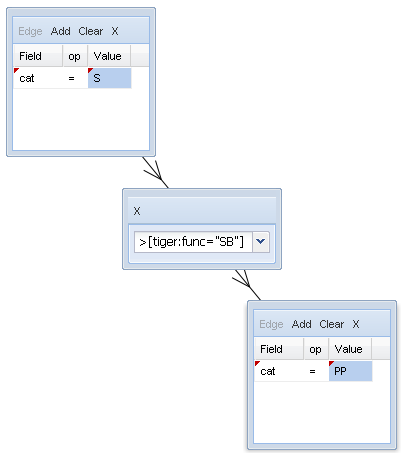 Edge Add Clear X
Field op Value
cat = S
X
>[tiger:func="SB"]
Edge Add Clear X
Field op Value
cat = PP